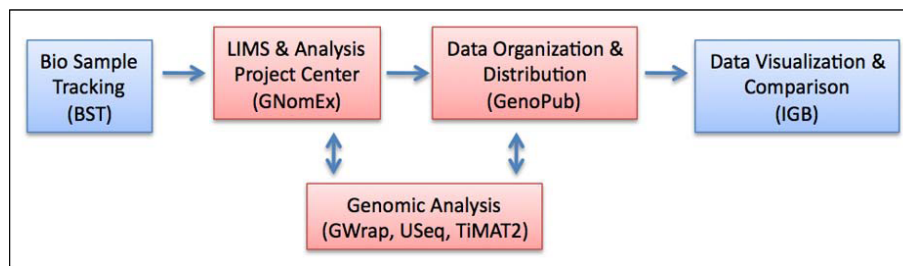 Bio Sample
Tracking
(BST)
LIMS & Analysis
Project Center
(GNomEx)
Data Organization &
Distribution
(GenoPub)
Data Visualization &
Comparison
(IGB)
Genomic Analysis
(GWrap, USeq, TiMAT2)